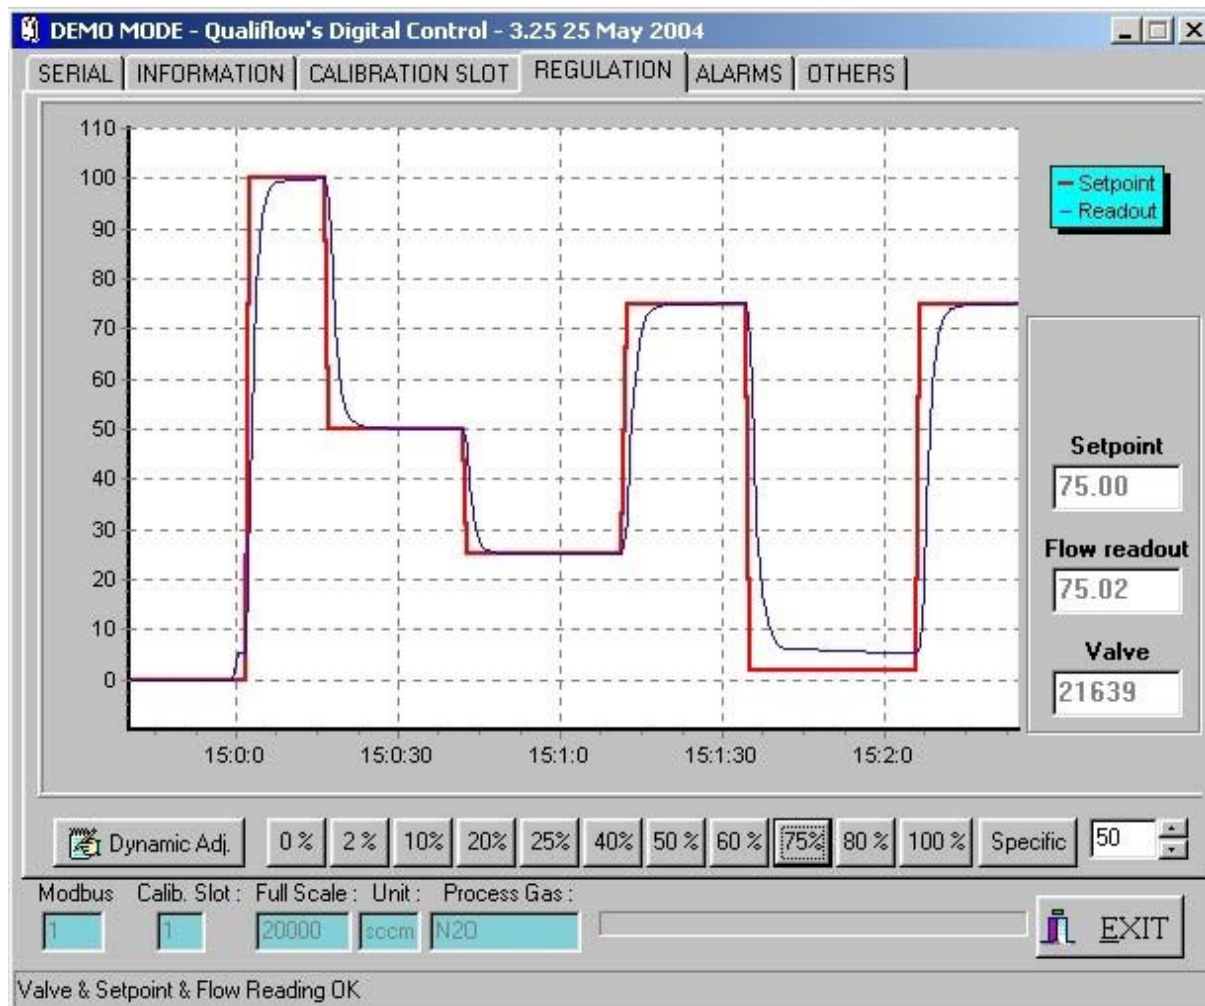 DEMO MODE - Qualiflow's Digital Control - 3.25 25 May 2004
SERIAL INFORMATION CALIBRATION SLOT REGULATION ALARMS OTHERS
110
100
90
80
70
60
50
40
30
20
10
0
15:0:0 15:0:30 15:1:0 15:1:30 15:2:0
Setpoint
Readout
Setpoint
75.00
Flow readout
75.02
Valve
21639
Dynamic Adj. 0 % 2 % 10% 20% 25% 40% 50 % 60 % 75% 80 % 100 % Specific 50
Modbus Calib. Slot : Full Scale : Unit : Process Gas :
1 1 20000 sccm N2O
EXIT
Valve & Setpoint & Flow Reading OK